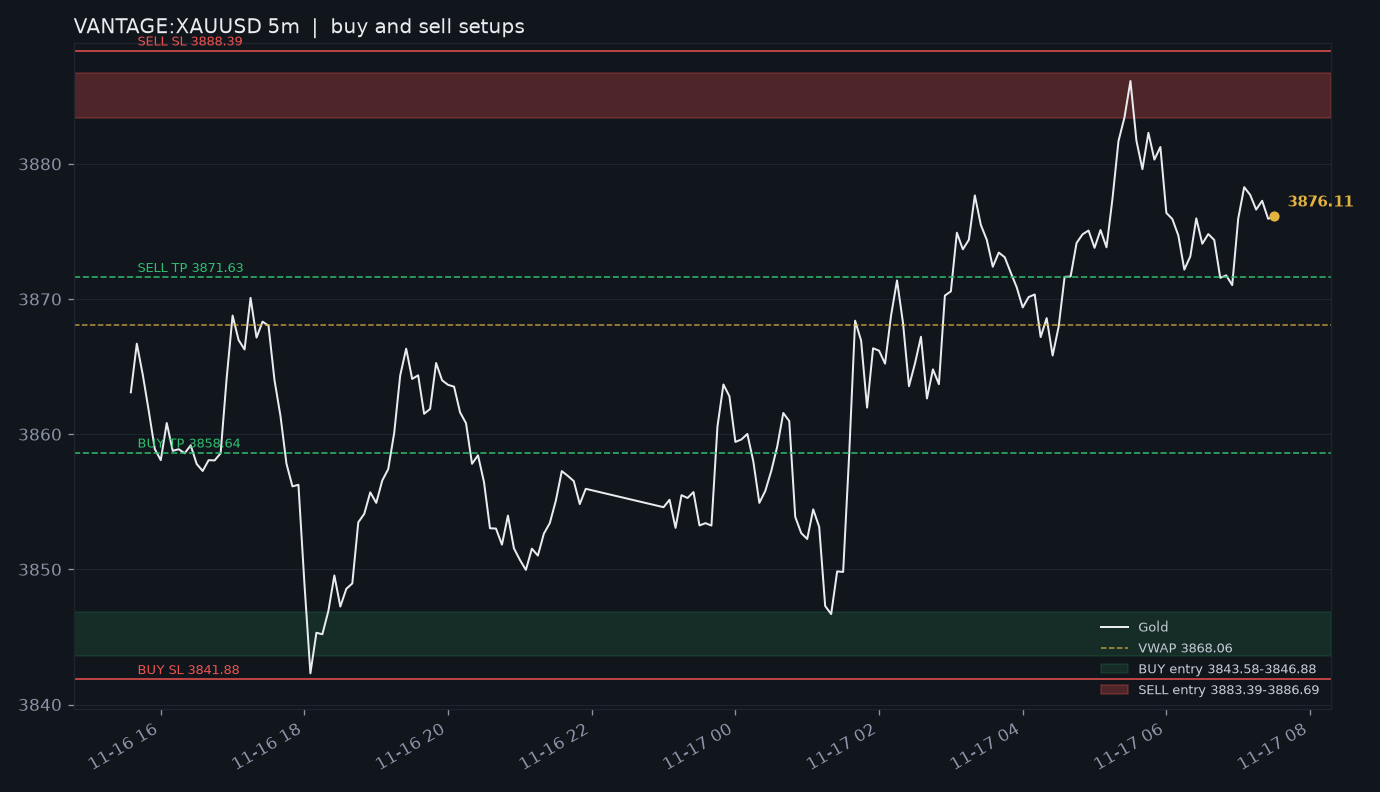 VANTAGE:XAUUSD 5m | buy and sell setups
SELL SL 3888.39
3880
3876.11
SELL TP 3871.63
3870
3860
BUY TP 3858.64
3850
Gold
VWAP 3868.06
BUY entry 3843.58-3846.88
SELL entry 3883.39-3886.69
BUY SL 3841.88
3840
11-16 16
11-16 18
11-16 20
11-16 22
11-17 00
11-17 02
11-17 04
11-17 06
11-17 08